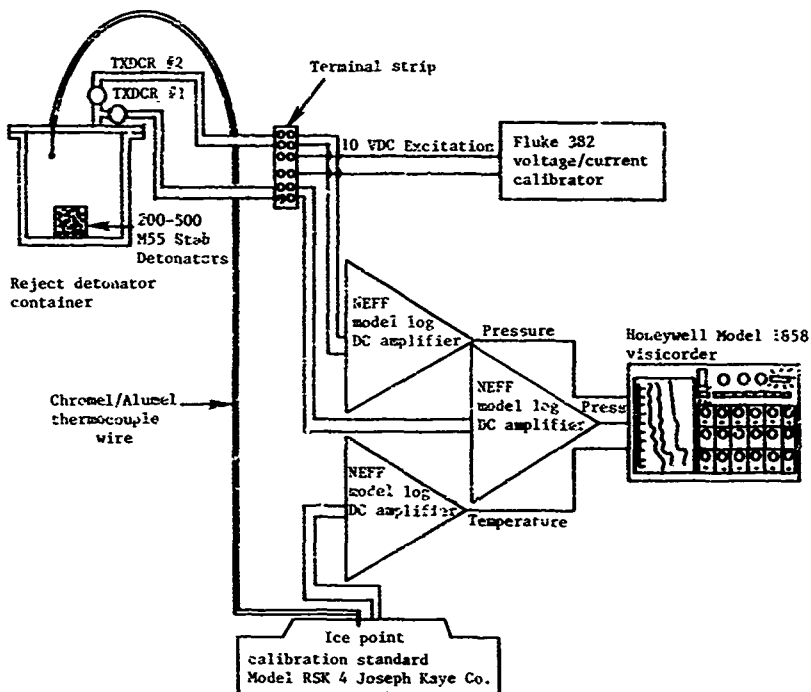 TXDCR #2
TXDCR #1
Terminal strip
10 VDC Excitation
Fluke 382
voltage/current
calibrator
200-500
M55 Stab
Detonators
Reject detonator
container
NEFF
model log
DC amplifier
Pressure
Honeywell Model 1858
visicorder
NEFF
model log
DC amplifier
Press
Chromel/Alumel
thermocouple
wire
NEFF
model log
DC amplifier
Temperature
Ice point
calibration standard
Model RSK 4 Joseph Kaye Co.